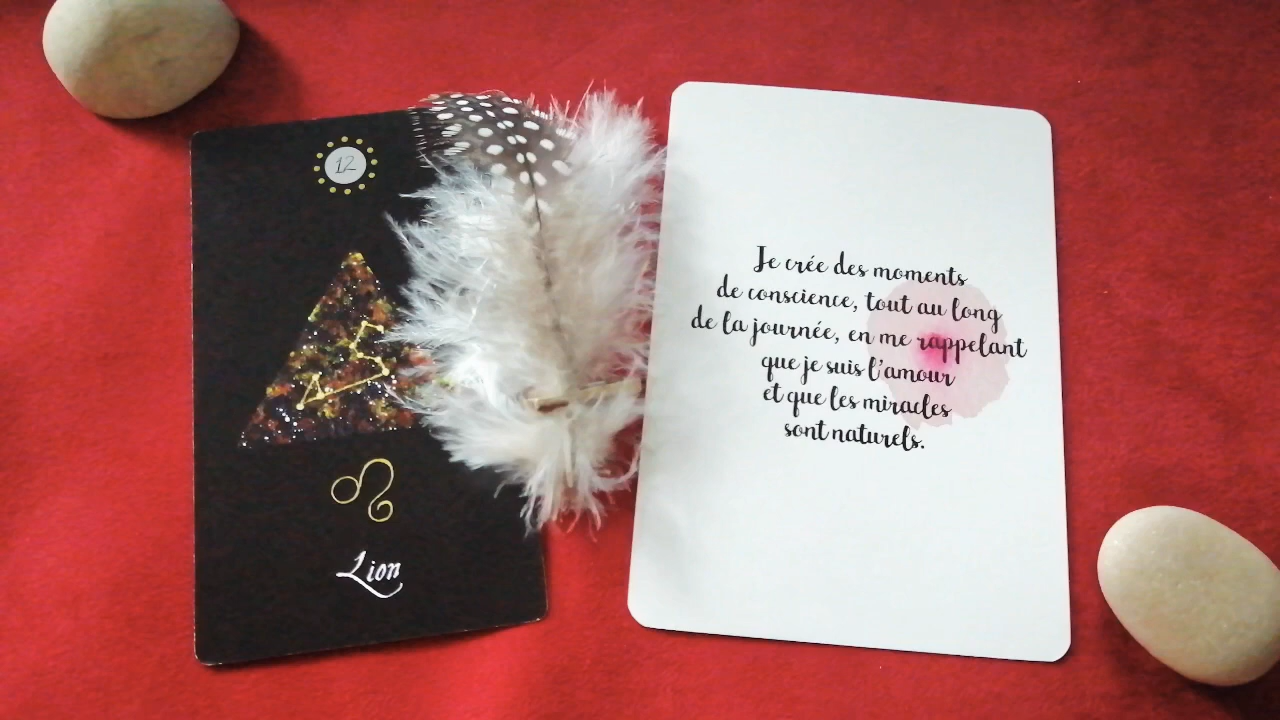 12
Lion
Je crée des moments
de conscience, tout au long
de la journée, en me rappelant
que je suis l'amour
et que les miracles
sont naturels.